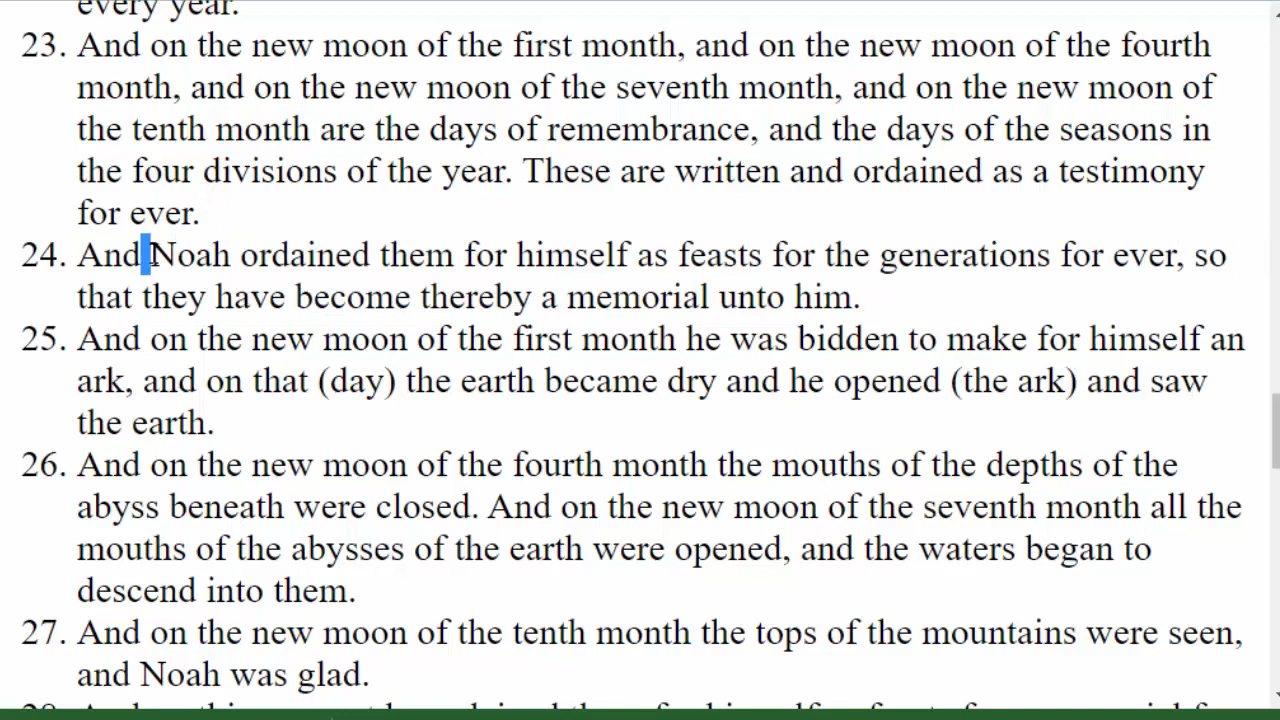 every year.
23. And on the new moon of the first month, and on the new moon of the fourth
month, and on the new moon of the seventh month, and on the new moon of
the tenth month are the days of remembrance, and the days of the seasons in
the four divisions of the year. These are written and ordained as a testimony
for ever.
24. And Noah ordained them for himself as feasts for the generations for ever, so
that they have become thereby a memorial unto him.
25. And on the new moon of the first month he was bidden to make for himself an
ark, and on that (day) the earth became dry and he opened (the ark) and saw
the earth.
26. And on the new moon of the fourth month the mouths of the depths of the
abyss beneath were closed. And on the new moon of the seventh month all the
mouths of the abysses of the earth were opened, and the waters began to
descend into them.
27. And on the new moon of the tenth month the tops of the mountains were seen,
and Noah was glad.